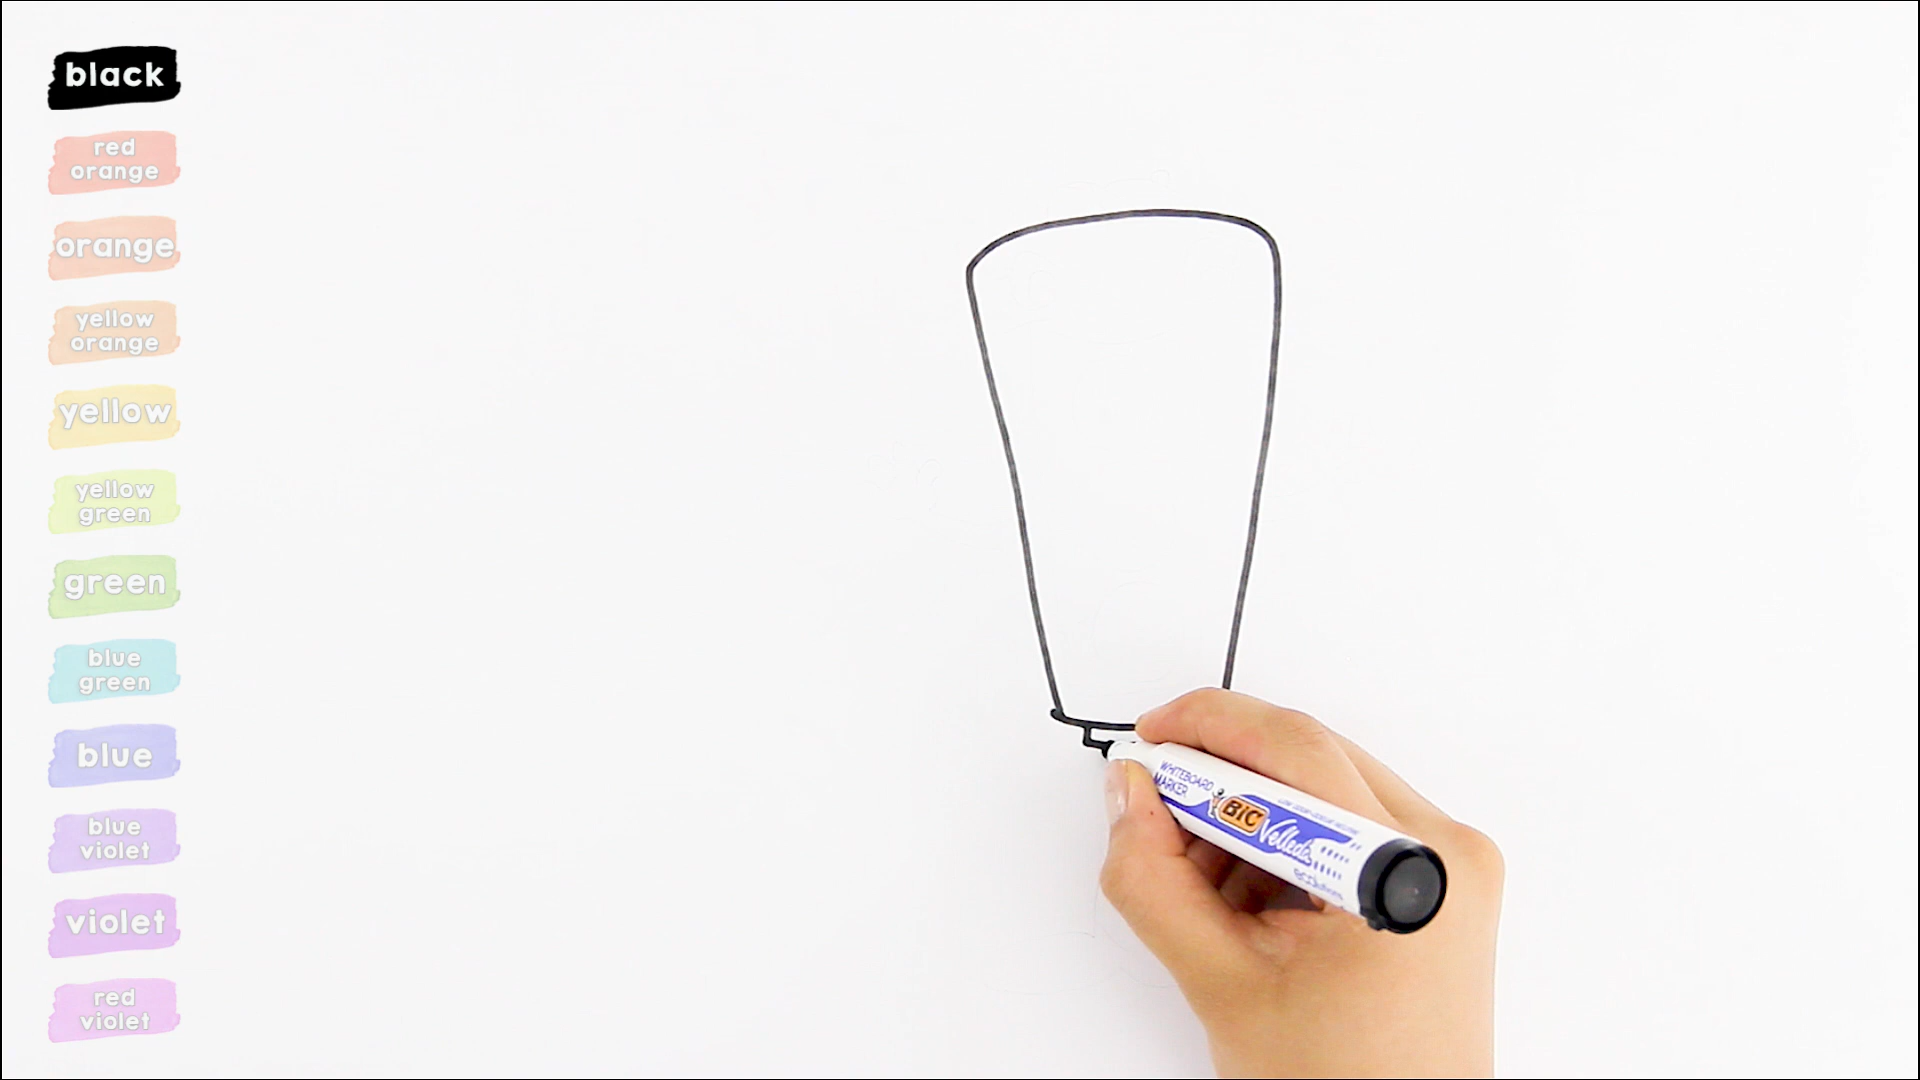 black
red
orange
orange
yellow
orange
yellow
yellow
green
green
blue
green
blue
blue
violet
violet
red
violet
WHITEBOARD
MARKER
BIC
Velleda